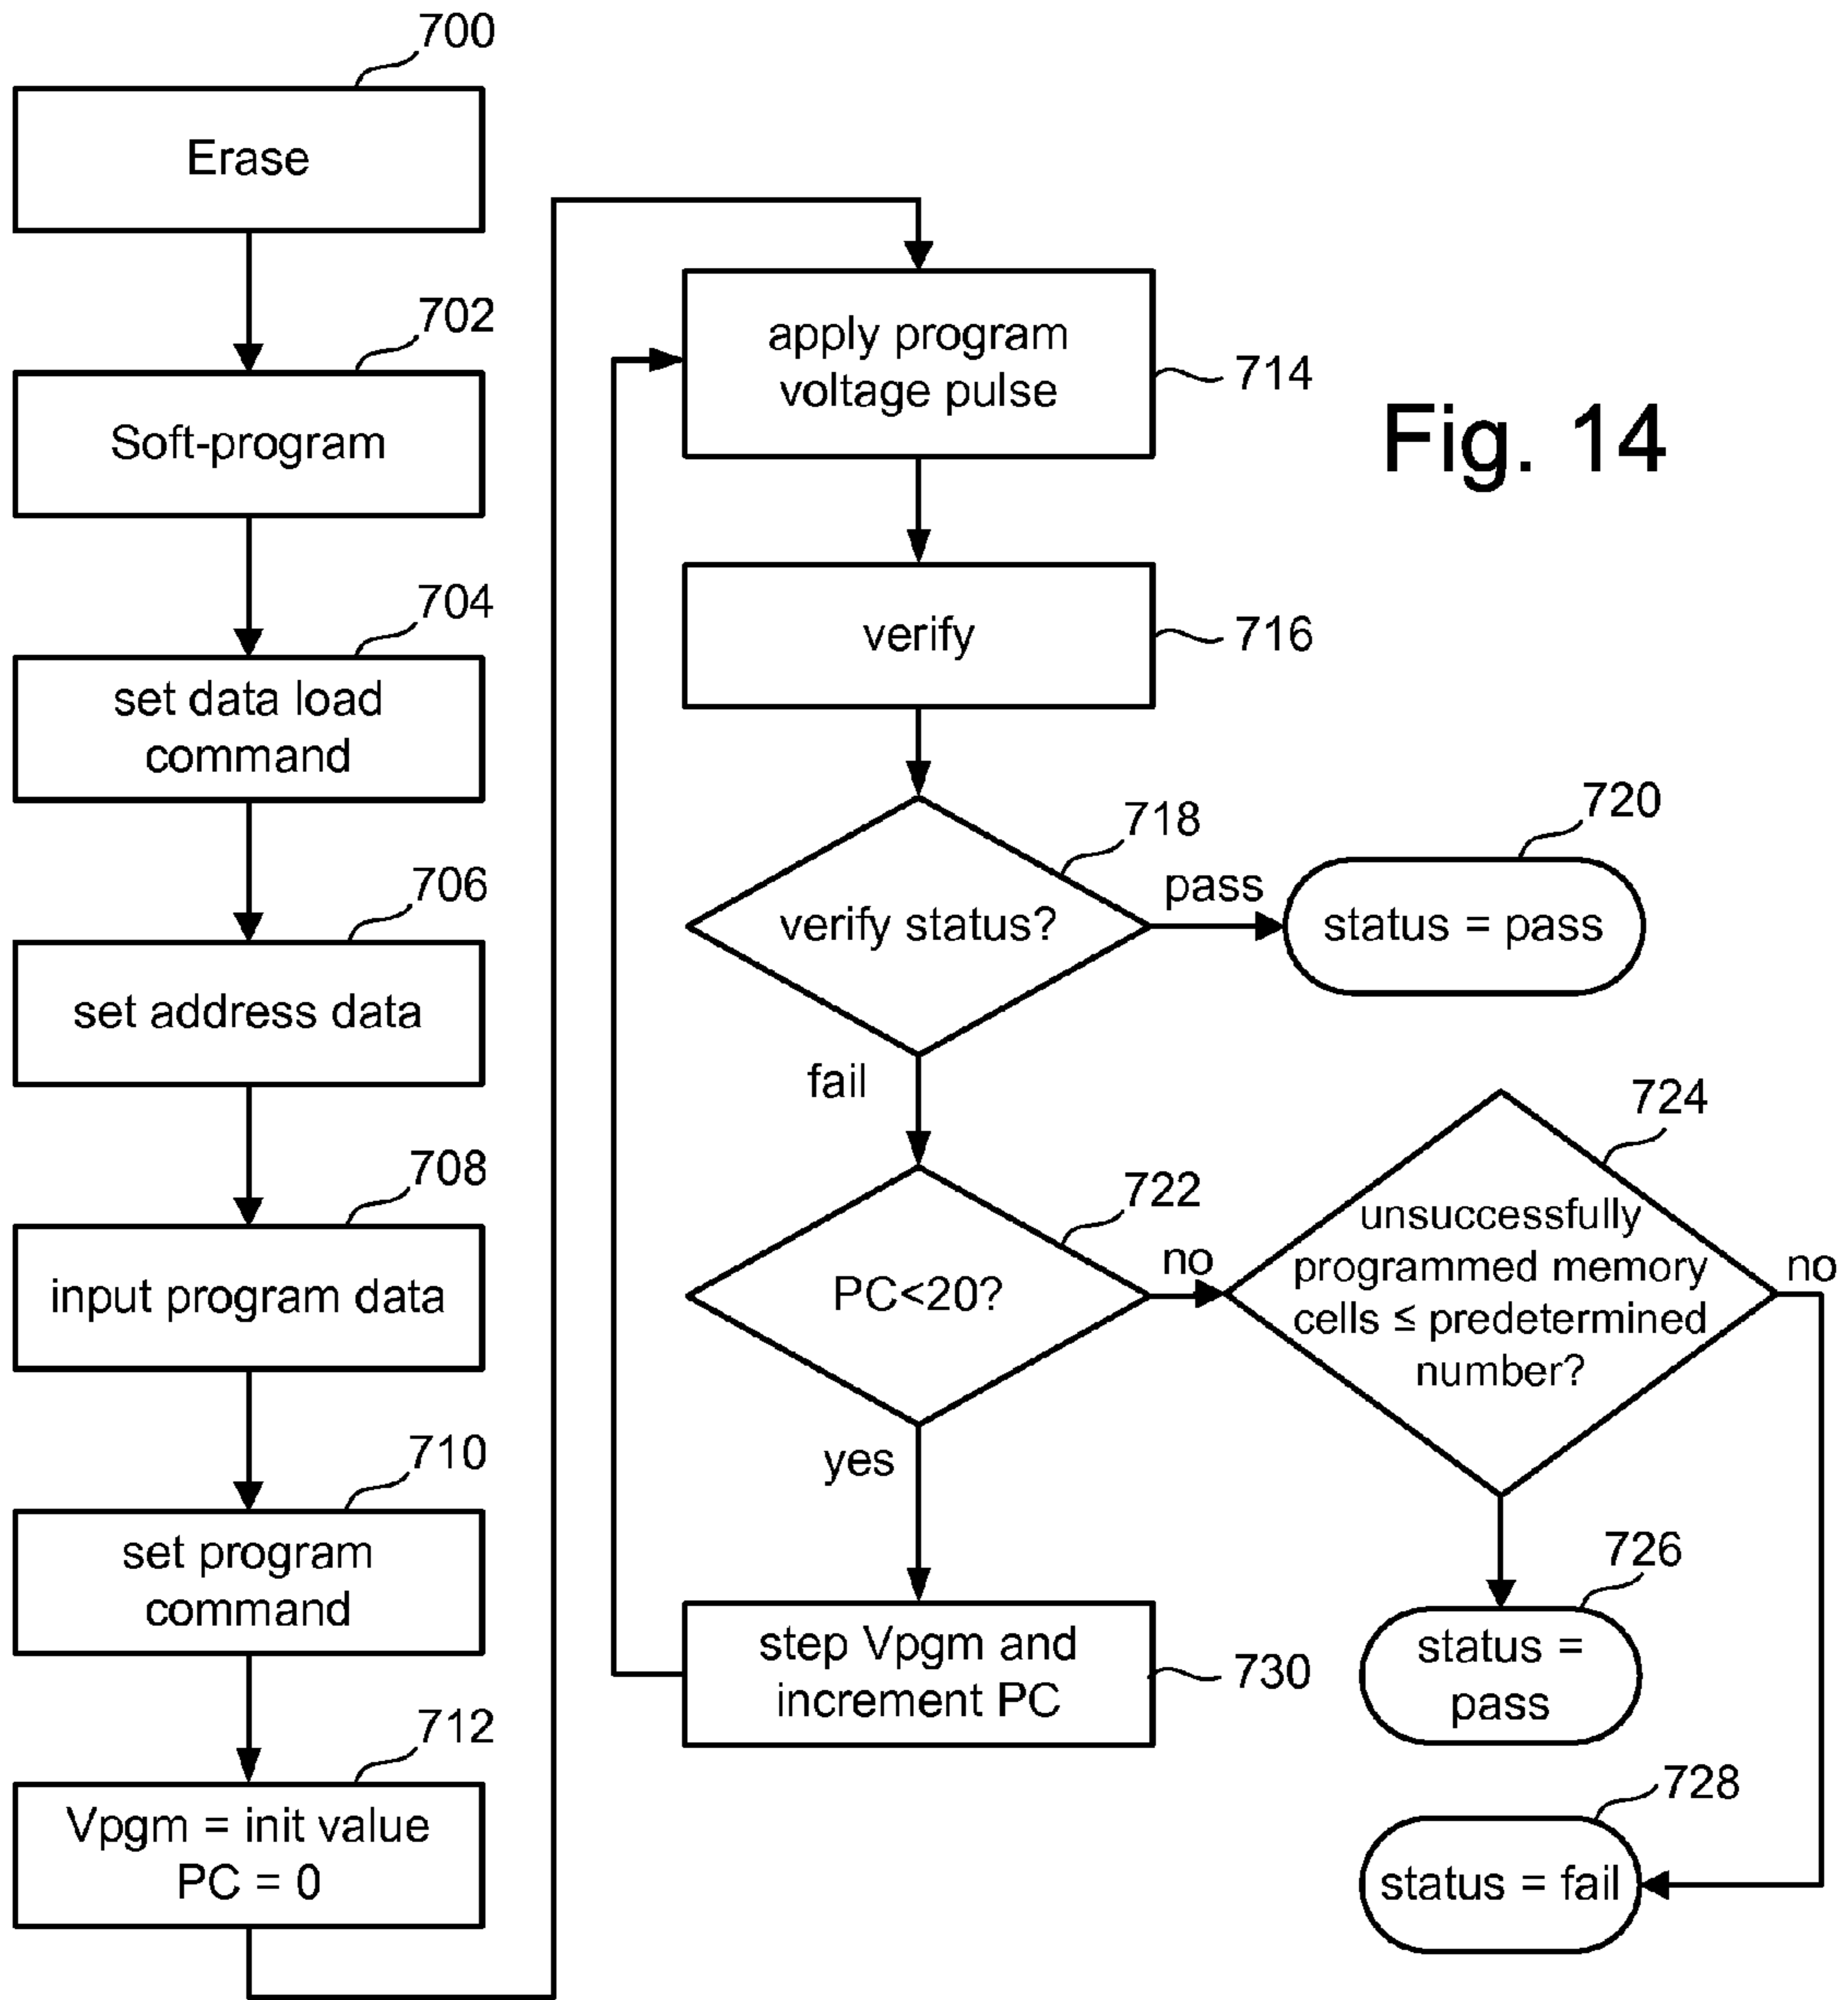 700
Erase
702
Soft-program
704
set data load
command
706
set address data
708
input program data
710
set program
command
712
Vpgm = init value
PC = 0
apply program
voltage pulse
714
Fig. 14
verify
716
718
verify status?
pass
720
status = pass
fail
722
PC<20?
no
724
unsuccessfully
programmed memory
cells ≤ predetermined
number?
no
yes
726
status =
pass
step Vpgm and
increment PC
730
728
status = fail